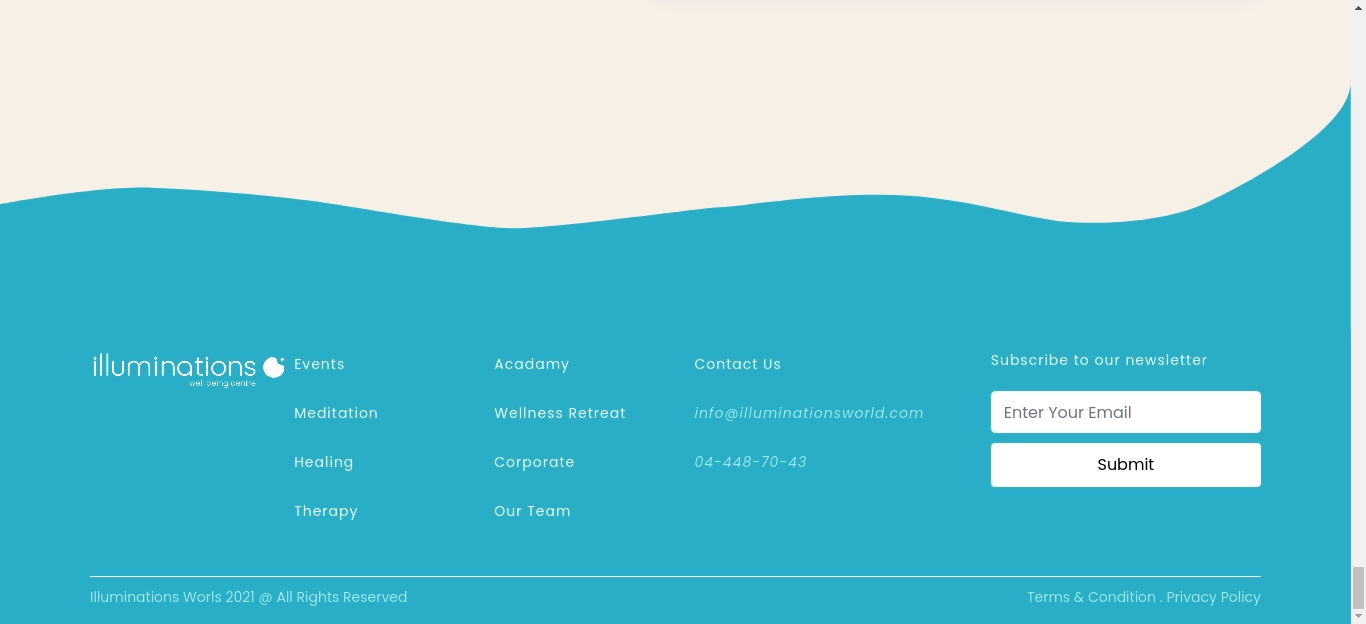 illuminations
well-being centre
Events
Meditation
Healing
Therapy
Acadamy
Wellness Retreat
Corporate
Our Team
Contact Us
info@illuminationsworld.com
04-448-70-43
Subscribe to our newsletter
Enter Your Email
Submit
Illuminations Worls 2021 @ All Rights Reserved
Terms & Condition . Privacy Policy